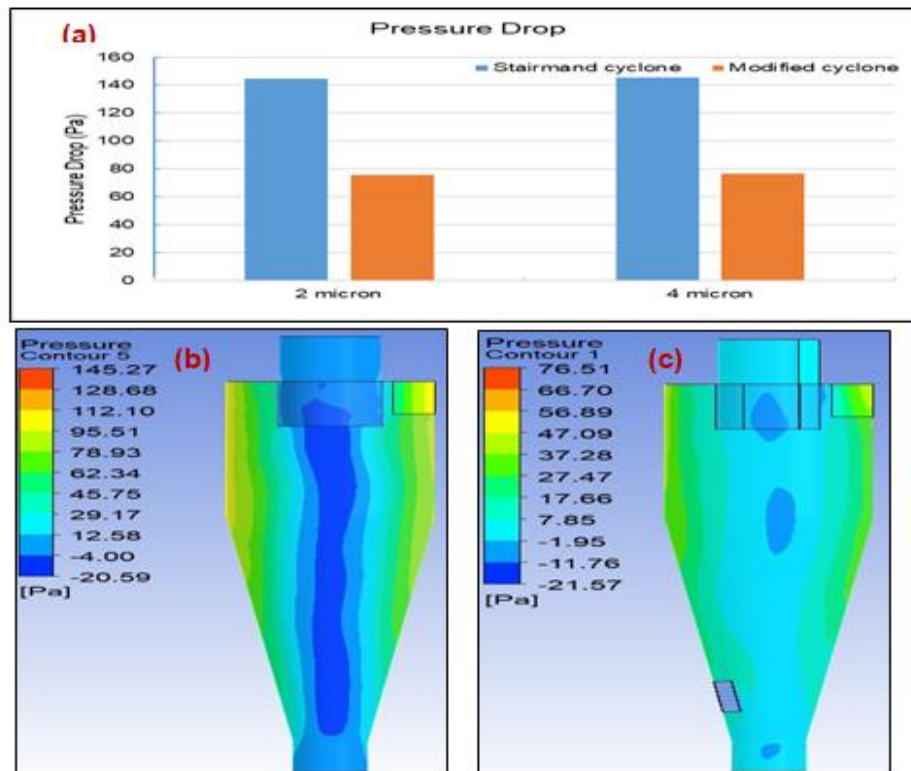 (a)
Pressure Drop
Stairmand cyclone Modified cyclone
Pressure Drop (Pa)
160
140
120
100
80
60
40
20
0
2 micron 4 micron
Pressure
Contour 5
145.27
128.68
112.10
95.51
78.93
62.34
45.75
29.17
12.58
-4.00
-20.59
[Pa]
(b)
Pressure
Contour 1
76.51
66.70
56.89
47.09
37.28
27.47
17.66
7.85
-1.95
-11.76
-21.57
[Pa]
(c)